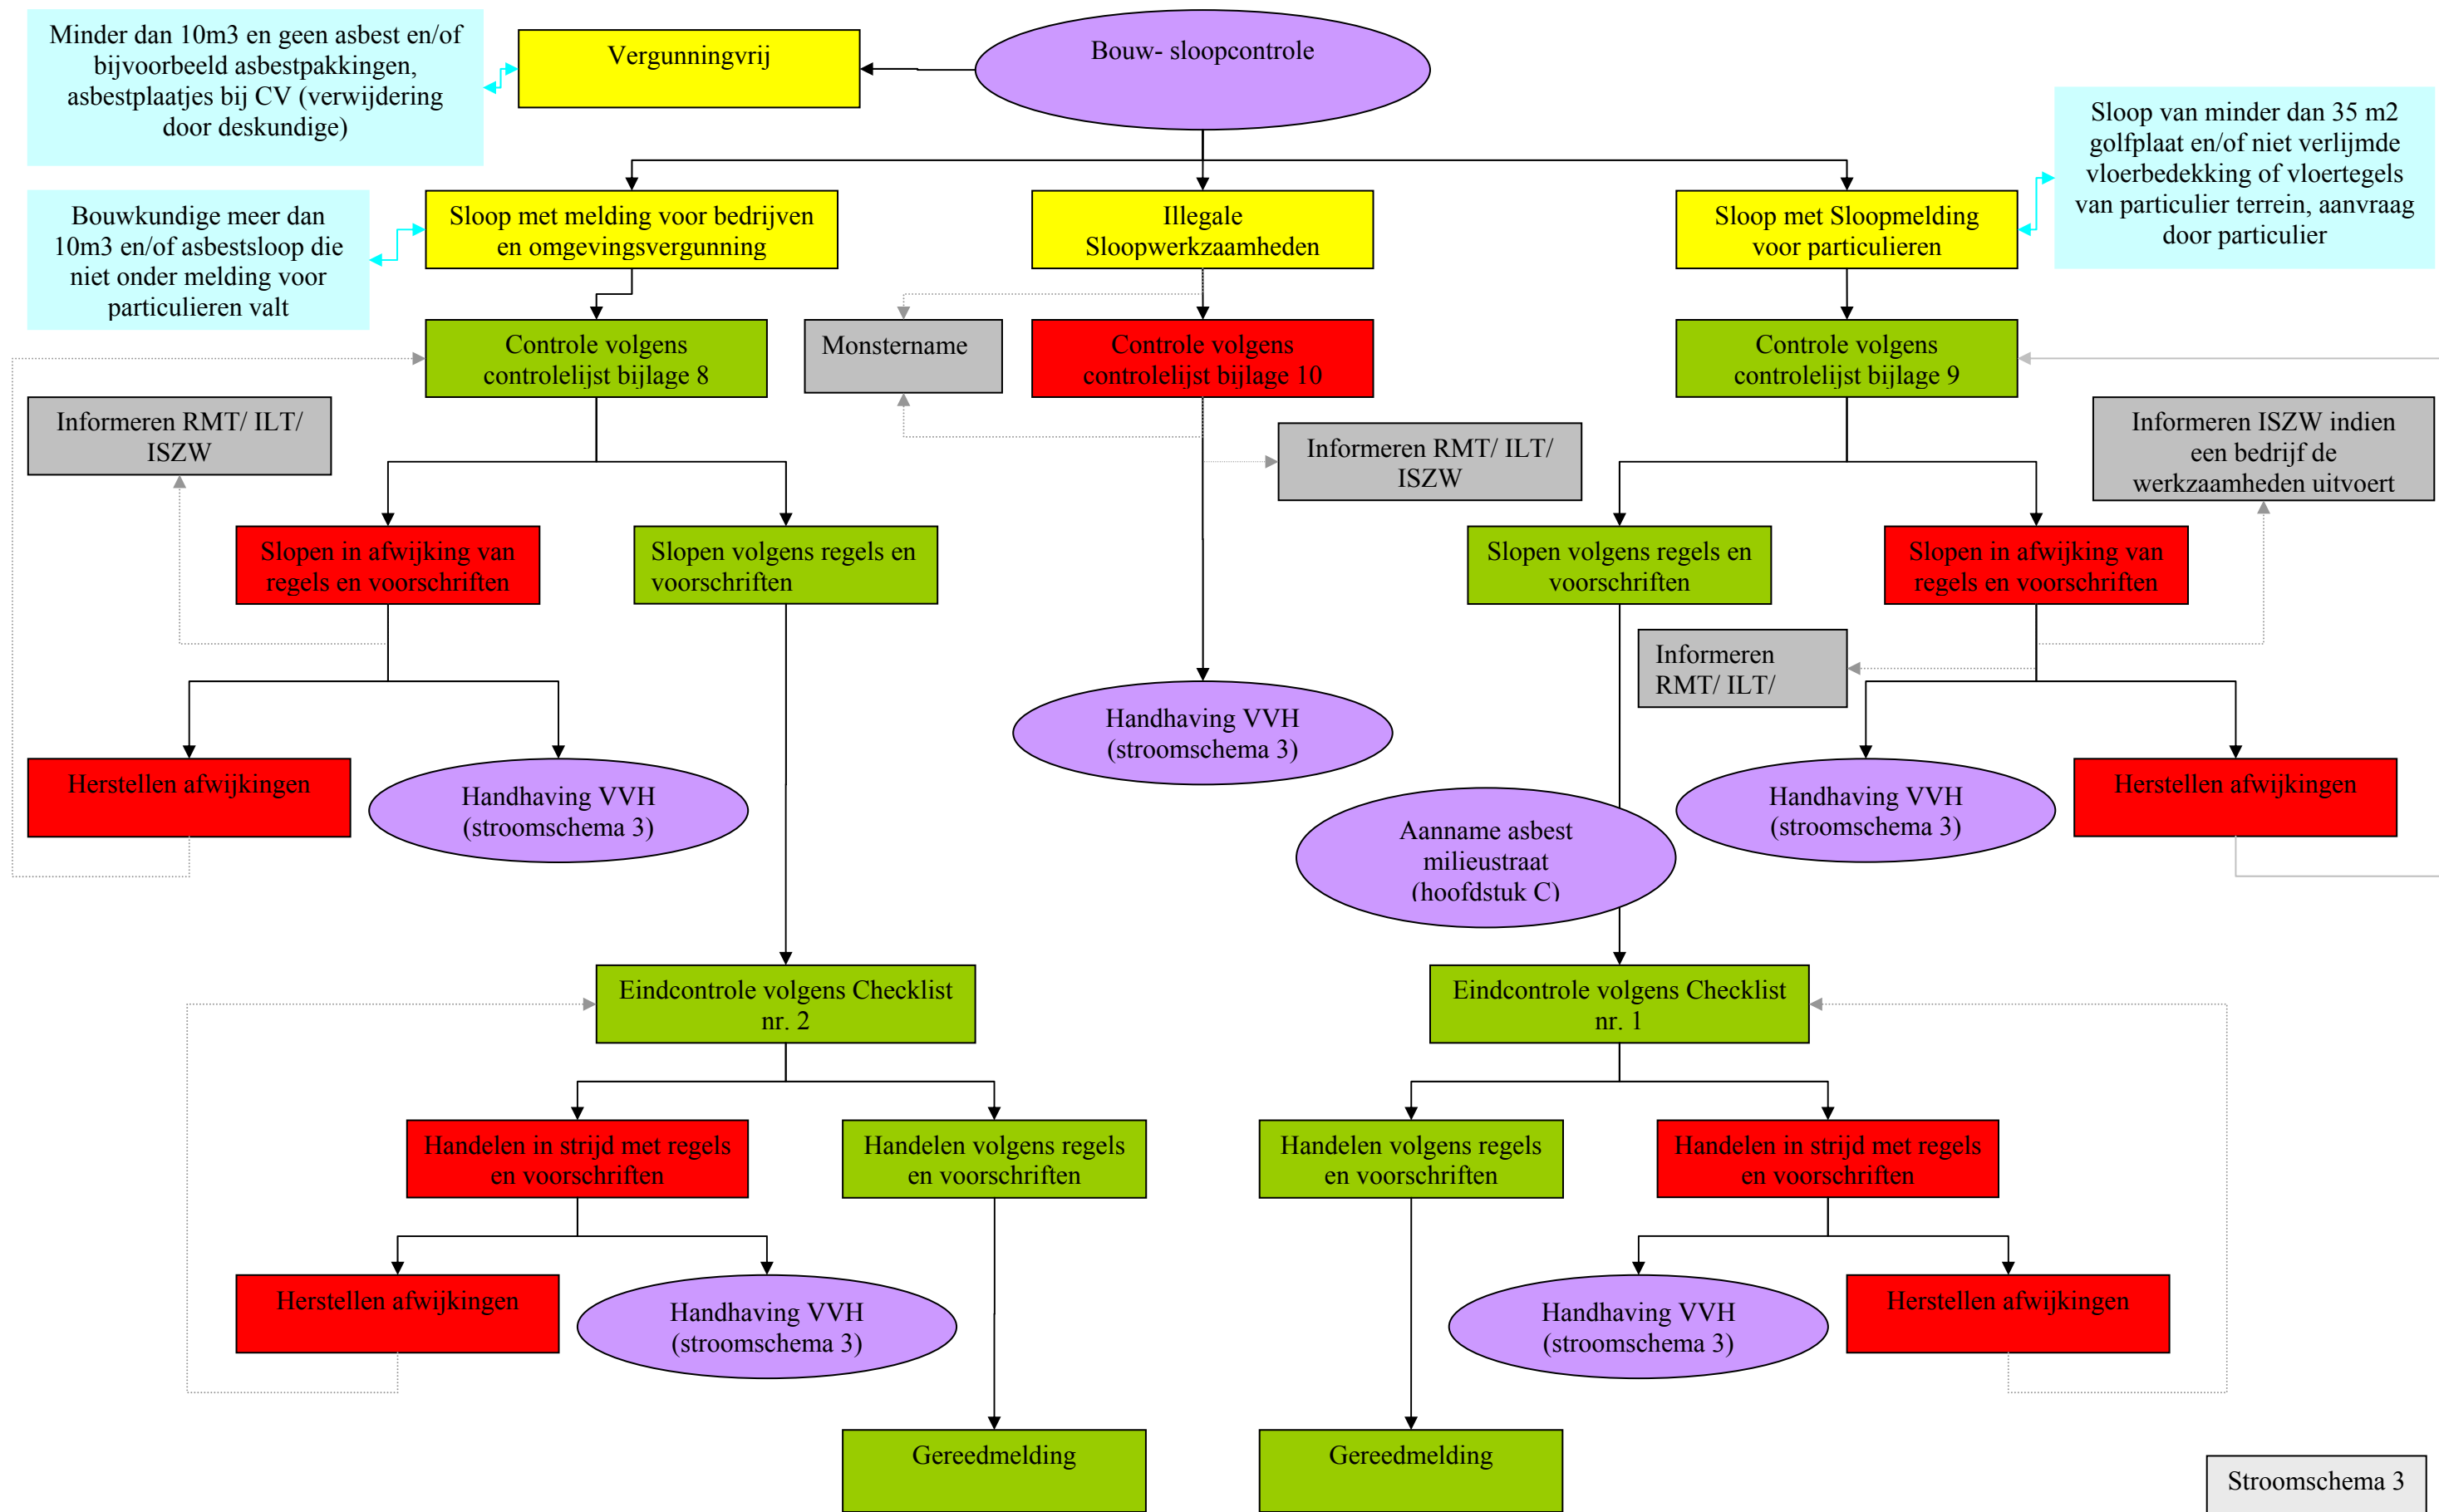 Minder dan 10m3 en geen asbest en/of
bijvoorbeeld asbestpakkingen,
asbestplaatjes bij CV (verwijdering
door deskundige)
Vergunningvrij
Bouw- sloopcontrole
Sloop van minder dan 35 m2
golfplaat en/of niet verlijmde
vloerbedekking of vloertegels
van particulier terrein, aanvraag
door particulier
Bouwkundige meer dan
10m3 en/of asbestsloop die
niet onder melding voor
particulieren valt
Sloop met melding voor bedrijven
en omgevingsvergunning
Illegale
Sloopwerkzaamheden
Sloop met Sloopmelding
voor particulieren
Controle volgens
controlelijst bijlage 8
Monstername
Controle volgens
controlelijst bijlage 10
Controle volgens
controlelijst bijlage 9
Informeren RMT/ ILT/
ISZW
Informeren RMT/ ILT/
ISZW
Informeren ISZW indien
een bedrijf de
werkzaamheden uitvoert
Slopen in afwijking van
regels en voorschriften
Slopen volgens regels en
voorschriften
Slopen volgens regels en
voorschriften
Slopen in afwijking van
regels en voorschriften
Informeren
RMT/ ILT/
Handhaving VVH
(stroomschema 3)
Herstellen afwijkingen
Handhaving VVH
(stroomschema 3)
Aanname asbest
milieustraat
(hoofdstuk C)
Handhaving VVH
(stroomschema 3)
Herstellen afwijkingen
Eindcontrole volgens Checklist
nr. 2
Eindcontrole volgens Checklist
nr. 1
Handelen in strijd met regels
en voorschriften
Handelen volgens regels
en voorschriften
Handelen volgens regels
en voorschriften
Handelen in strijd met regels
en voorschriften
Herstellen afwijkingen
Handhaving VVH
(stroomschema 3)
Handhaving VVH
(stroomschema 3)
Herstellen afwijkingen
Gereedmelding
Gereedmelding
Stroomschema 3